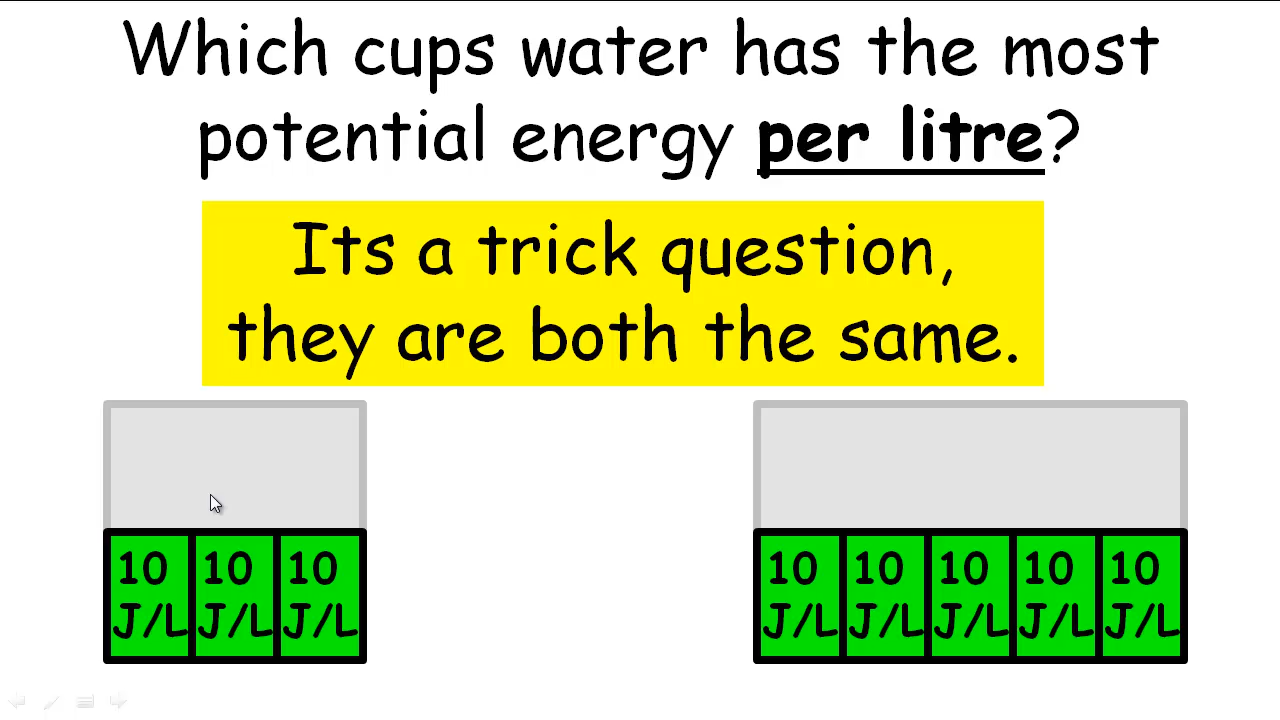 Which cups water has the most
potential energy per litre?
Its a trick question,
they are both the same.
10 10 10
J/L J/L J/L
10 10 10 10 10
J/L J/L J/L J/L J/L